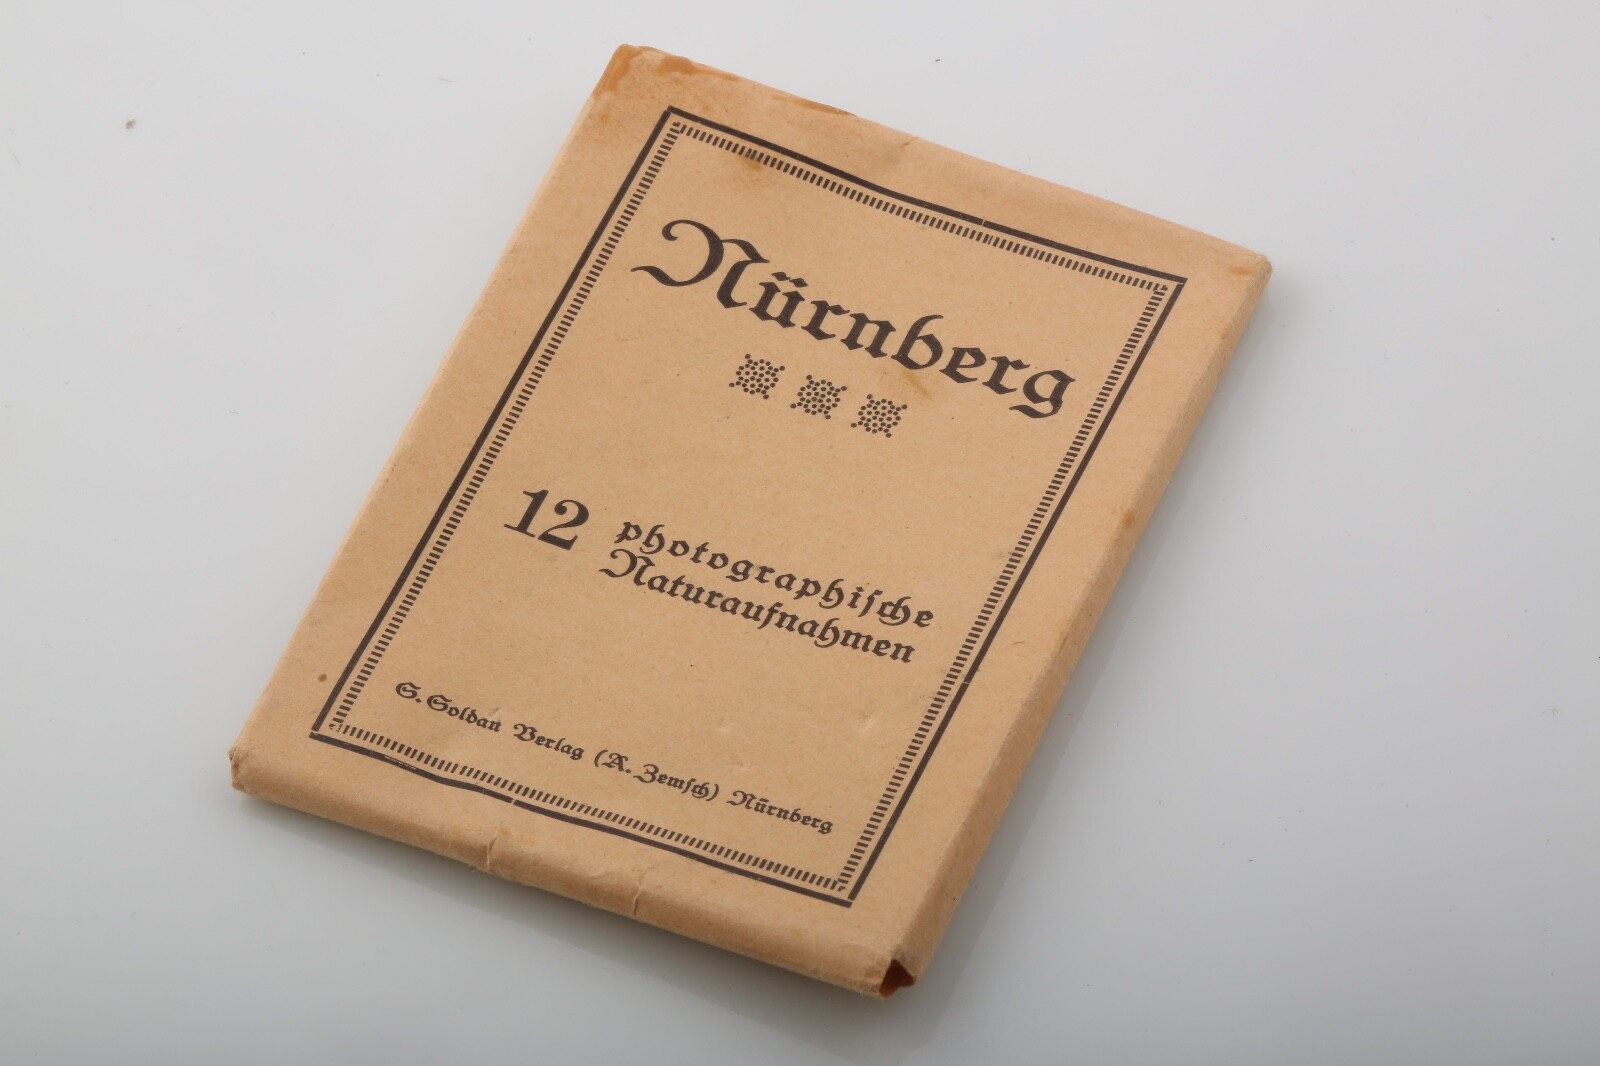 Nürnberg
12 photographiſche
Naturaufnahmen
S. Soldan Verlag (A. Zemſch) Nürnberg